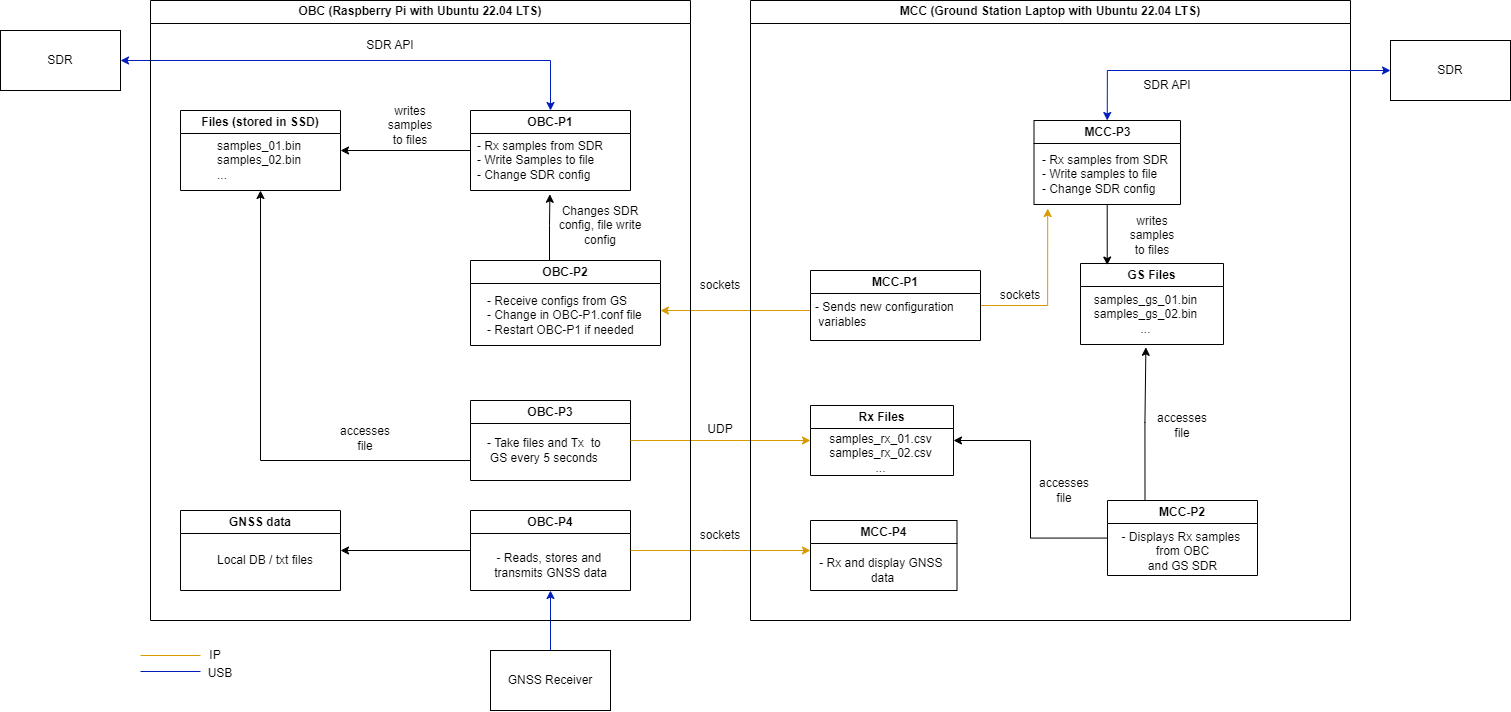 OBC (Raspberry Pi with Ubuntu 22.04 LTS)
MCC (Ground Station Laptop with Ubuntu 22.04 LTS)
SDR
SDR API
SDR
SDR API
Files (stored in SSD)
samples_01.bin
samples_02.bin
...
writes
samples
to files
OBC-P1
- Rx samples from SDR
- Write Samples to file
- Change SDR config
MCC-P3
- Rx samples from SDR
- Write samples to file
- Change SDR config
Changes SDR
config, file write
config
writes
samples
to files
OBC-P2
- Receive configs from GS
- Change in OBC-P1.conf file
- Restart OBC-P1 if needed
sockets
MCC-P1
- Sends new configuration
variables
sockets
GS Files
samples_gs_01.bin
samples_gs_02.bin
...
accesses
file
OBC-P3
- Take files and Tx to
GS every 5 seconds
UDP
Rx Files
samples_rx_01.csv
samples_rx_02.csv
...
accesses
file
accesses
file
GNSS data
Local DB / txt files
OBC-P4
- Reads, stores and
transmits GNSS data
sockets
MCC-P4
- Rx and display GNSS
data
MCC-P2
- Displays Rx samples
from OBC
and GS SDR
IP
USB
GNSS Receiver